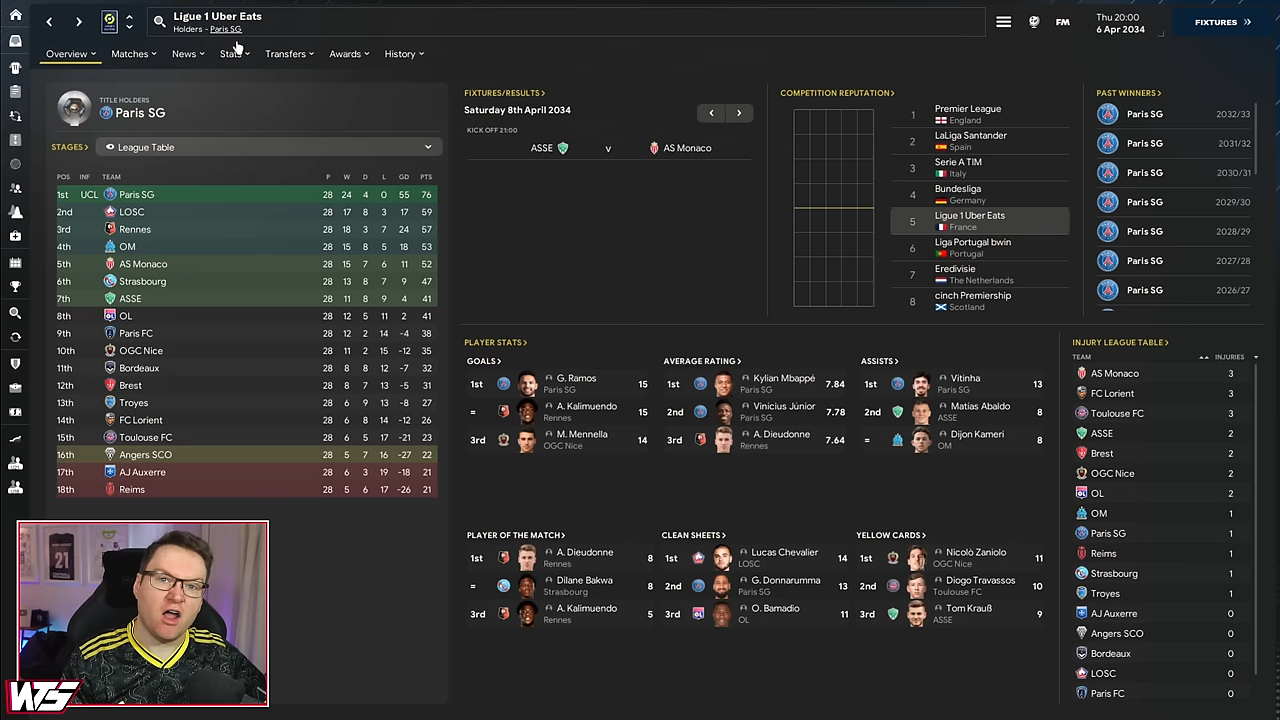 Ligue 1 Uber Eats
Holders - Paris SG
FM
Thu 20:00
6 Apr 2034
FIXTURES
Overview
Matches
News
Stats
Transfers
Awards
History
TITLE HOLDERS
Paris SG
STAGES
League Table
POS INF TEAM P W D L GD PTS
1st UCL Paris SG 28 24 4 0 55 76
2nd LOSC 28 17 8 3 17 59
3rd Rennes 28 18 3 7 24 57
4th OM 28 15 8 5 18 53
5th AS Monaco 28 15 7 6 11 52
6th Strasbourg 28 13 8 7 9 47
7th ASSE 28 11 8 9 4 41
8th OL 28 12 5 11 2 41
9th Paris FC 28 12 2 14 -4 38
10th OGC Nice 28 11 2 15 -12 35
11th Bordeaux 28 8 8 12 -7 32
12th Brest 28 8 7 13 -5 31
13th Troyes 28 6 9 13 -8 27
14th FC Lorient 28 6 8 14 -12 26
15th Toulouse FC 28 6 5 17 -21 23
16th Angers SCO 28 5 7 16 -27 22
17th AJ Auxerre 28 6 3 19 -18 21
18th Reims 28 5 6 17 -26 21
FIXTURES/RESULTS
Saturday 8th April 2034
KICK OFF 21:00
ASSE v AS Monaco
COMPETITION REPUTATION
1 Premier League
England
2 LaLiga Santander
Spain
3 Serie A TIM
Italy
4 Bundesliga
Germany
5 Ligue 1 Uber Eats
France
6 Liga Portugal bwin
Portugal
7 Eredivisie
The Netherlands
8 cinch Premiership
Scotland
PAST WINNERS
Paris SG 2032/33
Paris SG 2031/32
Paris SG 2030/31
Paris SG 2029/30
Paris SG 2028/29
Paris SG 2027/28
Paris SG 2026/27
PLAYER STATS
GOALS
1st G. Ramos 15
Paris SG
= A. Kalimuendo 15
Rennes
3rd M. Mennella 14
OGC Nice
AVERAGE RATING
1st Kylian Mbappé 7.84
Paris SG
2nd Vinícius Júnior 7.78
Paris SG
3rd A. Dieudonne 7.64
Rennes
ASSISTS
1st Vitinha 13
Paris SG
2nd Matías Abaldo 8
ASSE
= Dijon Kameri 8
OM
PLAYER OF THE MATCH
1st A. Dieudonne 8
Rennes
= Dilane Bakwa 8
Strasbourg
3rd A. Kalimuendo 5
Rennes
CLEAN SHEETS
1st Lucas Chevalier 14
LOSC
2nd G. Donnarumma 13
Paris SG
3rd O. Bamadio 11
OL
YELLOW CARDS
1st Nicolò Zaniolo 11
OGC Nice
2nd Diogo Travassos 10
Toulouse FC
3rd Tom Krauß 9
ASSE
INJURY LEAGUE TABLE
TEAM INJURIES
AS Monaco 3
FC Lorient 3
Toulouse FC 3
ASSE 2
Brest 2
OGC Nice 2
OL 2
OM 1
Paris SG 1
Reims 1
Strasbourg 1
Troyes 1
AJ Auxerre 0
Angers SCO 0
Bordeaux 0
LOSC 0
Paris FC 0
21
WTS